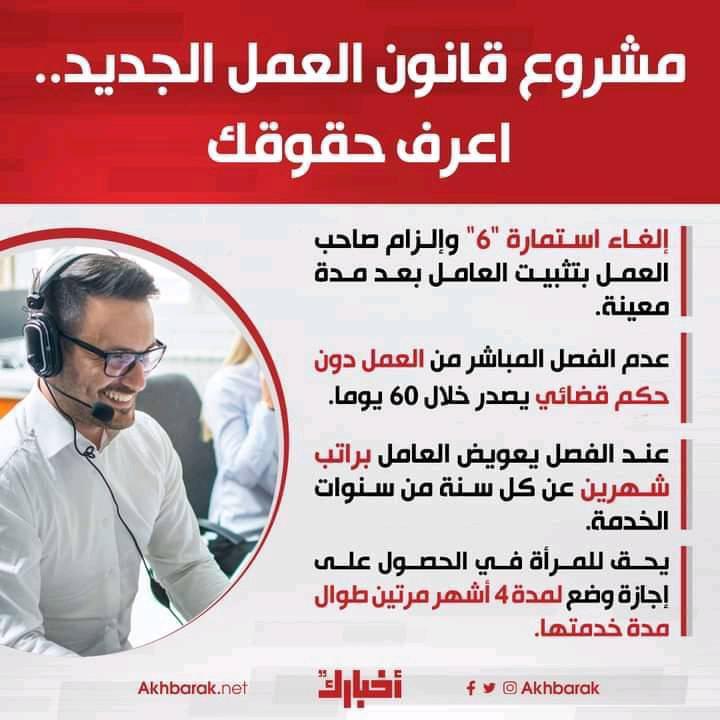 مشروع قانون العمل الجديد..
اعرف حقوقك
إلغاء استمارة "6" وإلزام صاحب
العمل بتثبيت العامل بعد مدة
معينة.
عدم الفصل المباشر من العمل دون
حكم قضائي يصدر خلال 60 يوما.
عند الفصل يعويض العامل براتب
شهرين عن كل سنة من سنوات
الخدمة.
يحق للمرأة في الحصول على
إجازة وضع لمدة 4 أشهر مرتين طوال
مدة خدمتها.
Akhbarak.net
أخبارك
Akhbarak